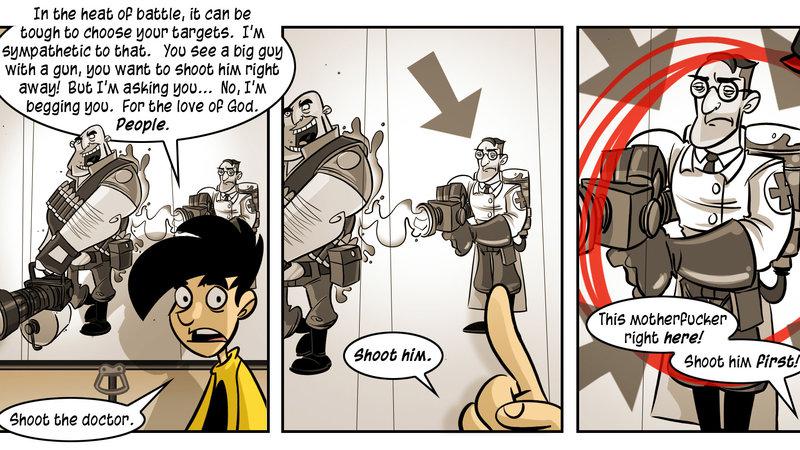 In the heat of battle, it can be
tough to choose your targets. I'm
sympathetic to that. You see a big guy
with a gun, you want to shoot him right
away! But I'm asking you... No, I'm
begging you. For the love of God.
People.
Shoot the doctor.
Shoot him.
This motherfucker
right here!
Shoot him first!